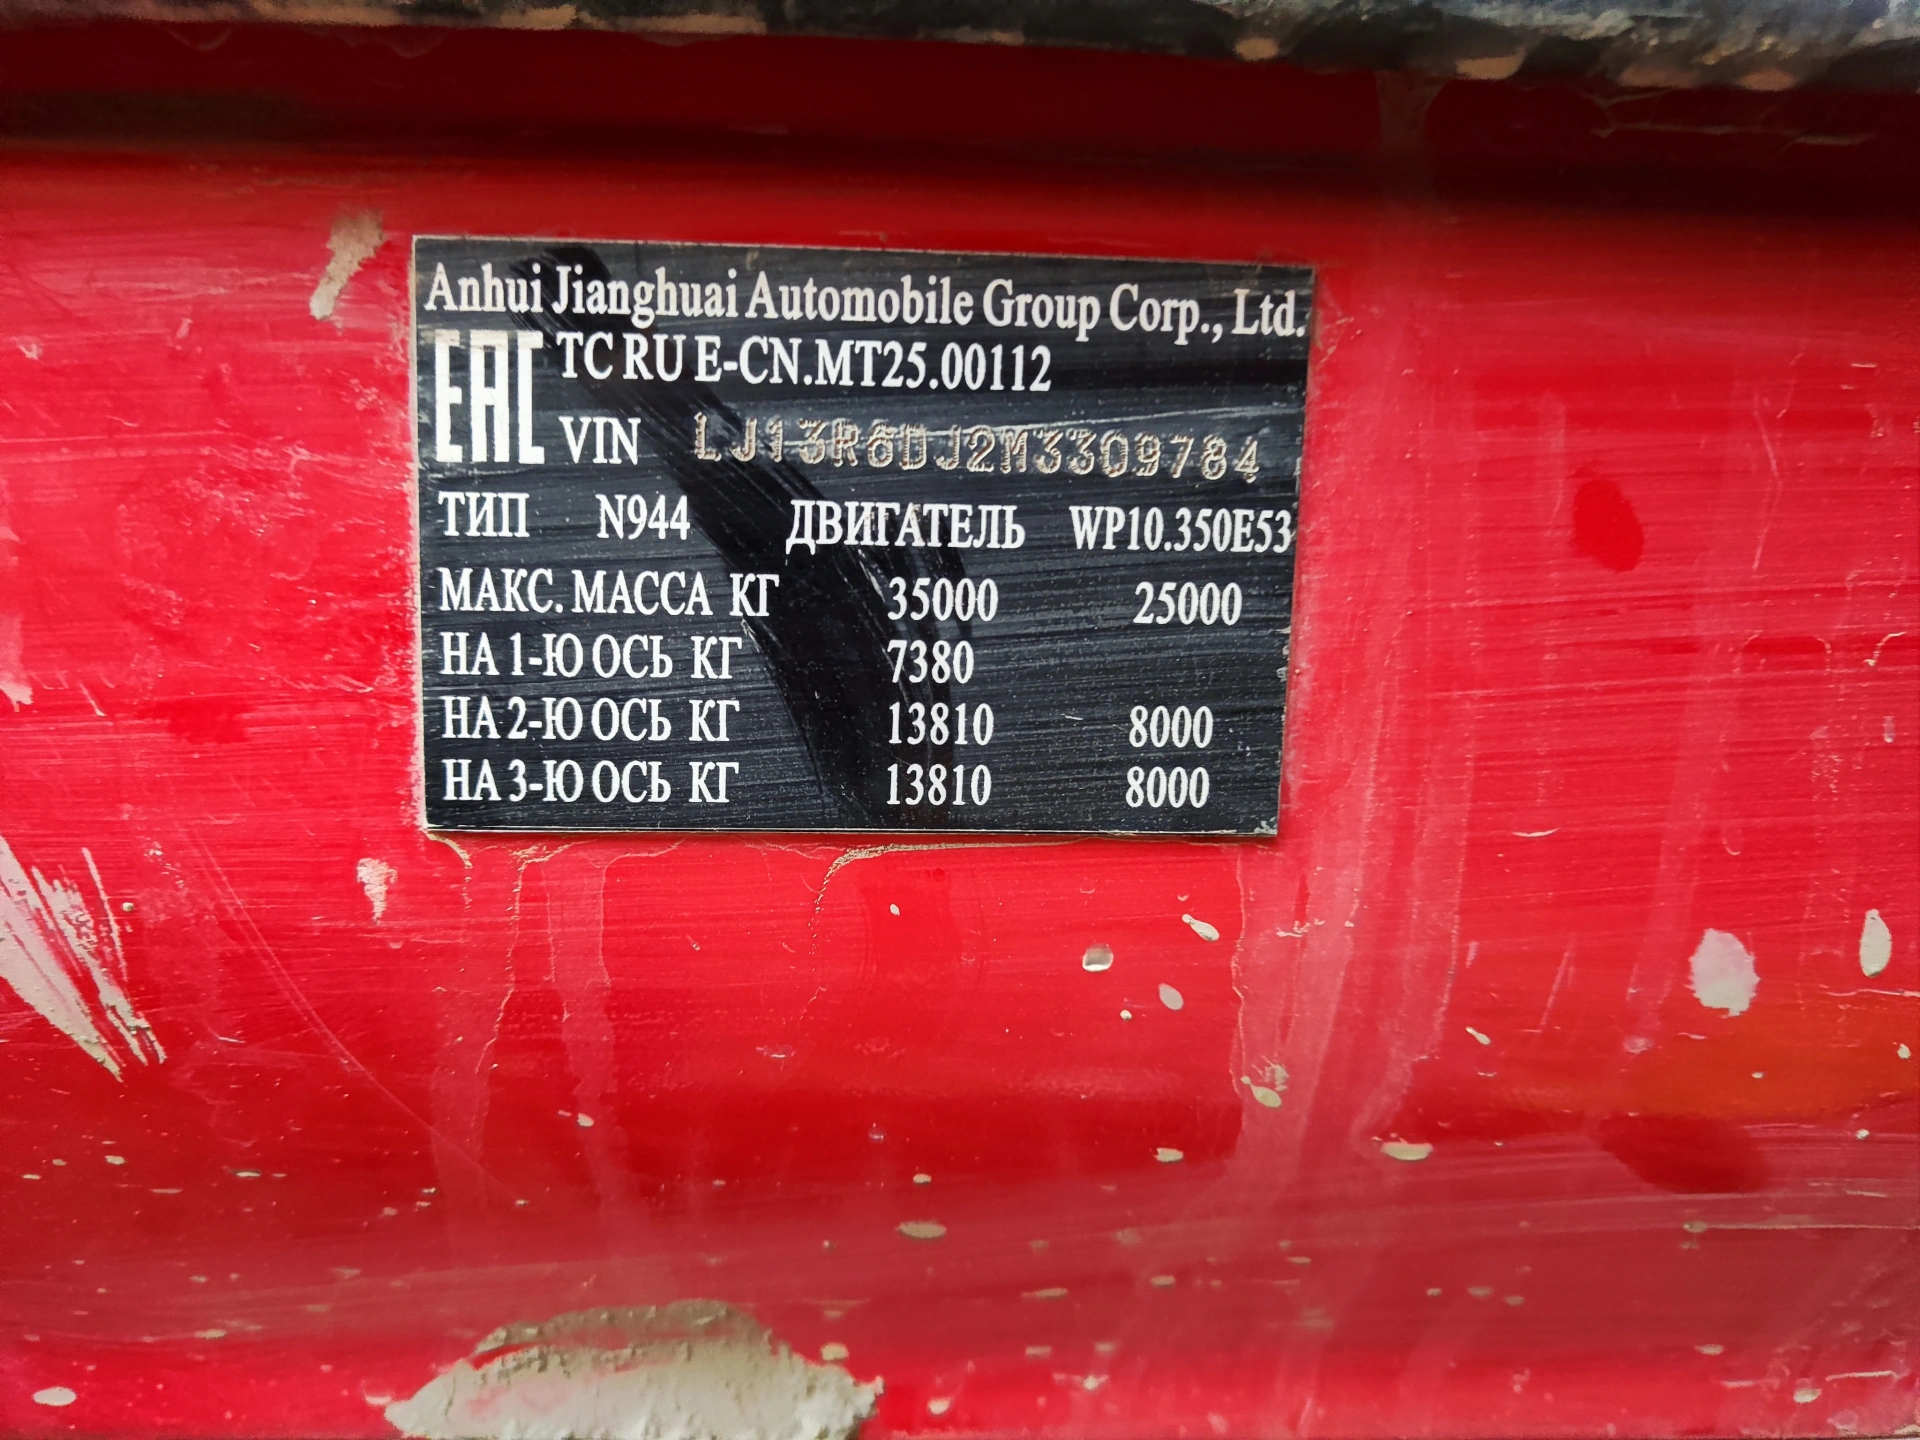 Anhui Jianghuai Automobile Group Corp., Ltd.
EAC TC RU E-CN.MT25.00112
VIN LJ13R6DJ2M3309784
ТИП N944 ДВИГАТЕЛЬ WP10.350E53
МАКС. МАССА КГ 35000 25000
НА 1-Ю ОСЬ КГ 7380
НА 2-Ю ОСЬ КГ 13810 8000
НА 3-Ю ОСЬ КГ 13810 8000